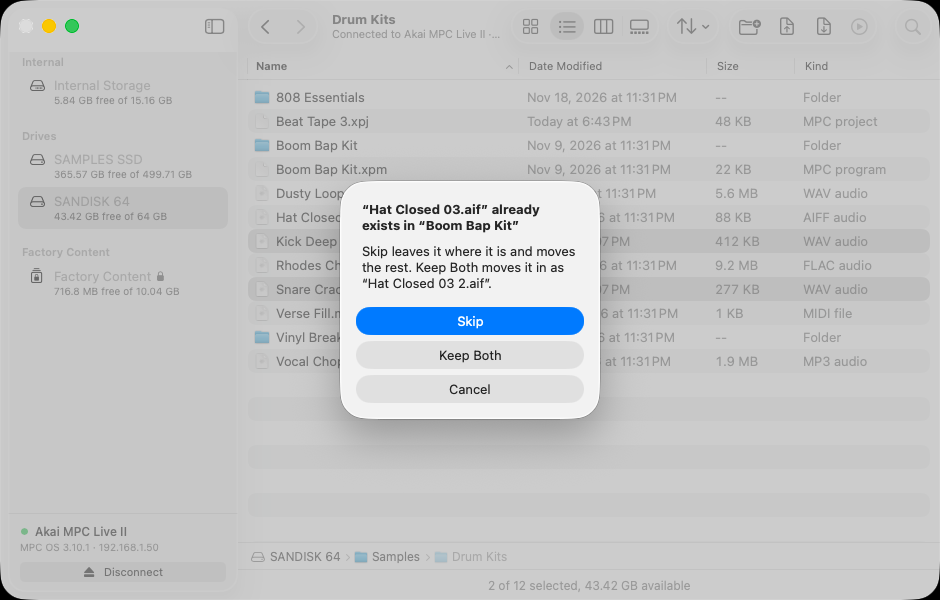 Drum Kits
Connected to Akai MPC Live II ·…
Internal
Internal Storage
5.84 GB free of 15.16 GB
Drives
SAMPLES SSD
365.57 GB free of 499.71 GB
SANDISK 64
43.42 GB free of 64 GB
Factory Content
Factory Content
716.8 MB free of 10.04 GB
Akai MPC Live II
MPC OS 3.10.1 · 192.168.1.50
Disconnect
Name Date Modified Size Kind
808 Essentials Nov 18, 2026 at 11:31 PM -- Folder
Beat Tape 3.xpj Today at 6:43 PM 48 KB MPC project
Boom Bap Kit Nov 9, 2026 at 11:31 PM -- Folder
Boom Bap Kit.xpm Nov 9, 2026 at 11:31 PM 22 KB MPC program
Dusty Loop 11:31 PM 5.6 MB WAV audio
Hat Closed 6 at 11:31 PM 88 KB AIFF audio
Kick Deep 7 PM 412 KB WAV audio
Rhodes Ch 6 at 11:31 PM 9.2 MB FLAC audio
Snare Crac 7 PM 277 KB WAV audio
Verse Fill.m 6 at 11:31 PM 1 KB MIDI file
Vinyl Break 6 at 11:31 PM -- Folder
Vocal Chop at 11:31 PM 1.9 MB MP3 audio
“Hat Closed 03.aif” already
exists in “Boom Bap Kit”
Skip leaves it where it is and moves
the rest. Keep Both moves it in as
“Hat Closed 03 2.aif”.
Skip
Keep Both
Cancel
SANDISK 64 › Samples › Drum Kits
2 of 12 selected, 43.42 GB available